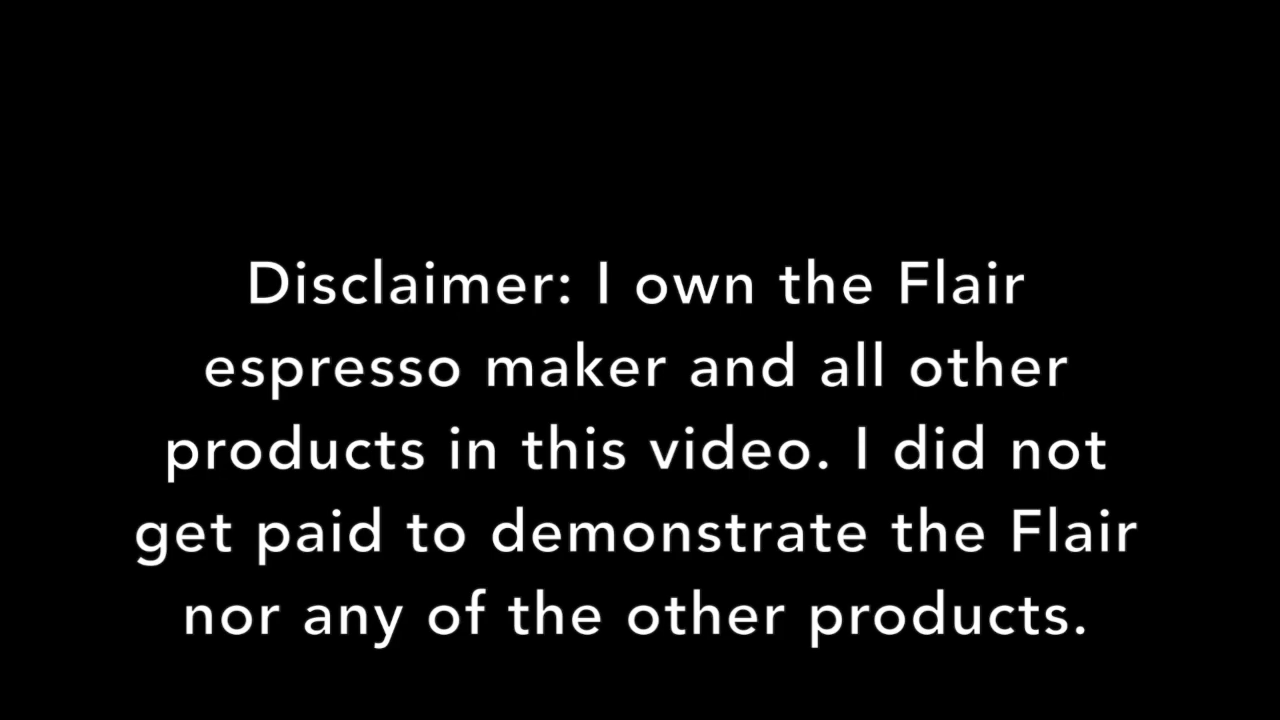 Disclaimer: I own the Flair
espresso maker and all other
products in this video. I did not
get paid to demonstrate the Flair
nor any of the other products.